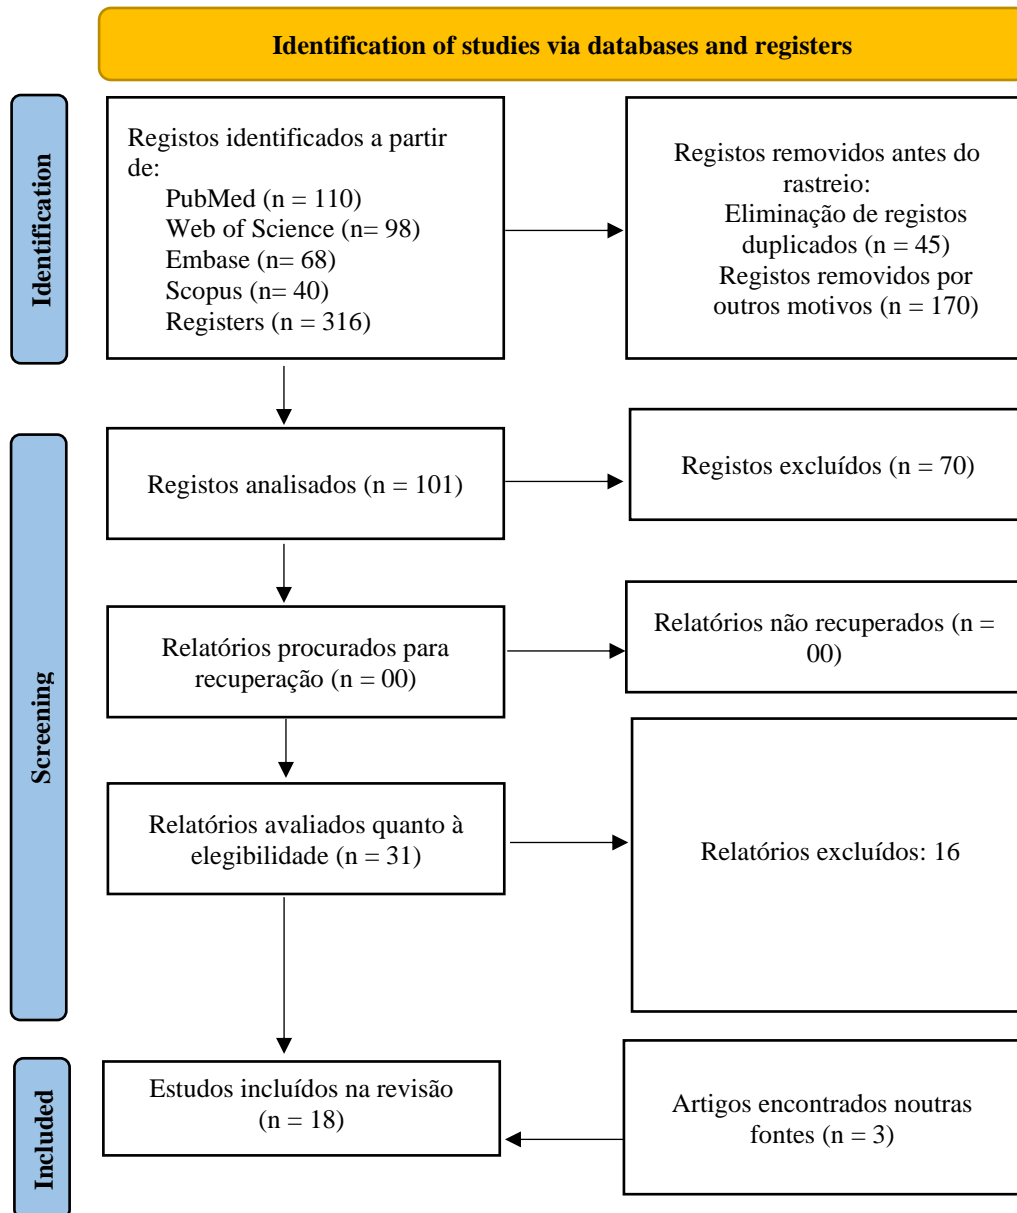 Identification of studies via databases and registers
Identification
Registos identificados a partir
de:
PubMed (n = 110)
Web of Science (n= 98)
Embase (n= 68)
Scopus (n= 40)
Registers (n = 316)
Registos removidos antes do
rastreio:
Eliminação de registos
duplicados (n = 45)
Registos removidos por
outros motivos (n = 170)
Screening
Registos analisados (n = 101)
Registos excluídos (n = 70)
Relatórios procurados para
recuperação (n = 00)
Relatórios não recuperados (n =
00)
Relatórios avaliados quanto à
elegibilidade (n = 31)
Relatórios excluídos: 16
Included
Estudos incluídos na revisão
(n = 18)
Artigos encontrados noutras
fontes (n = 3)